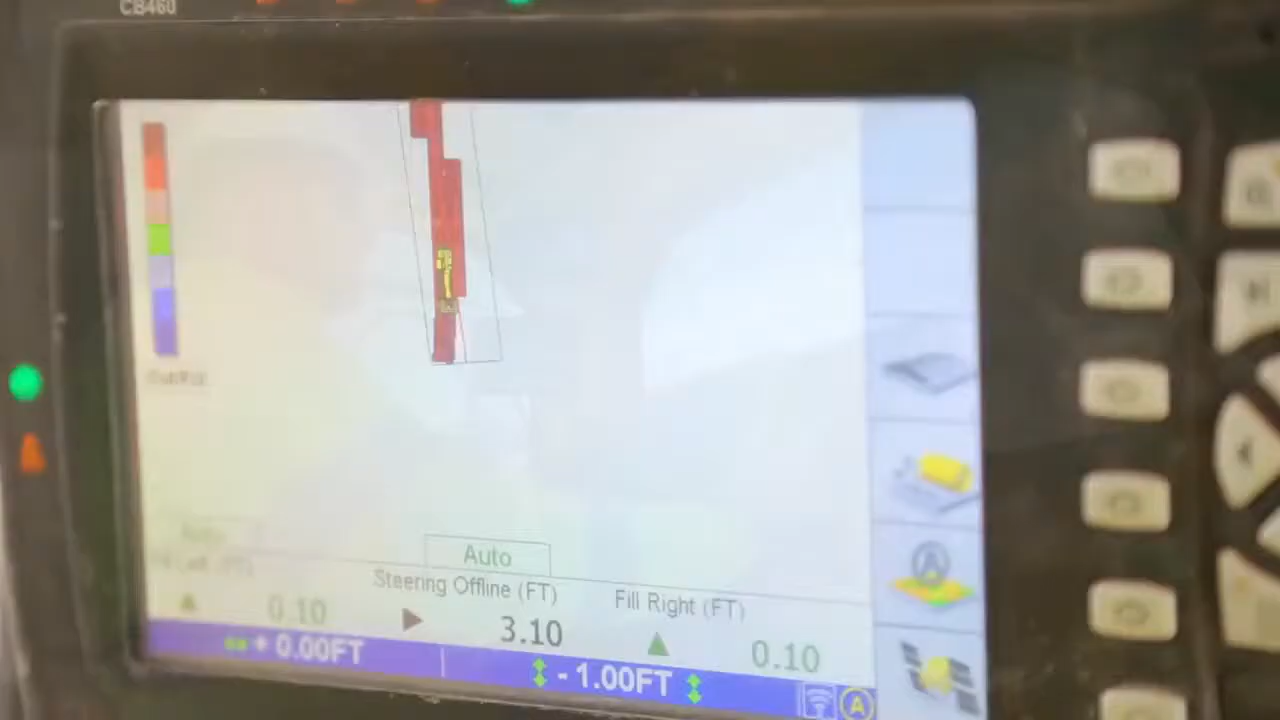 CB460
Auto
Steering Offline (FT)
Fill Right (FT)
0.10
3.10
0.10
+ 0.00FT
- 1.00FT
A